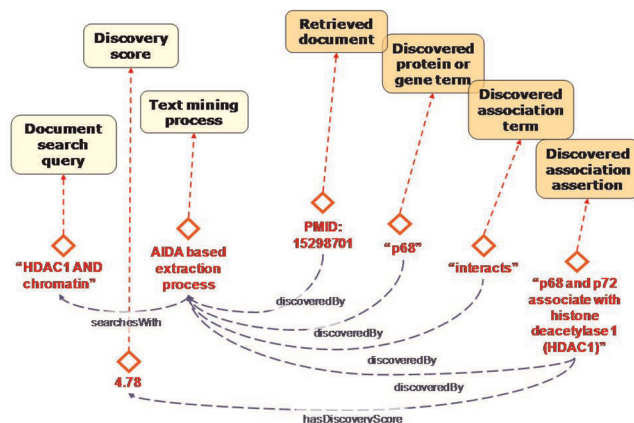 Discovery
score
Retrieved
document
Discovered
protein or
gene term
Text mining
process
Discovered
association
term
Document
search
query
Discovered
association
assertion
PMID:
15298701
"p68"
"HDAC1 AND
chromatin"
AIDA based
extraction
process
"interacts"
"p68 and p72
associate with
histone
deacetylase 1
(HDAC1)"
discoveredBy
searchesWith
discoveredBy
discoveredBy
4.78
discoveredBy
hasDiscoveryScore